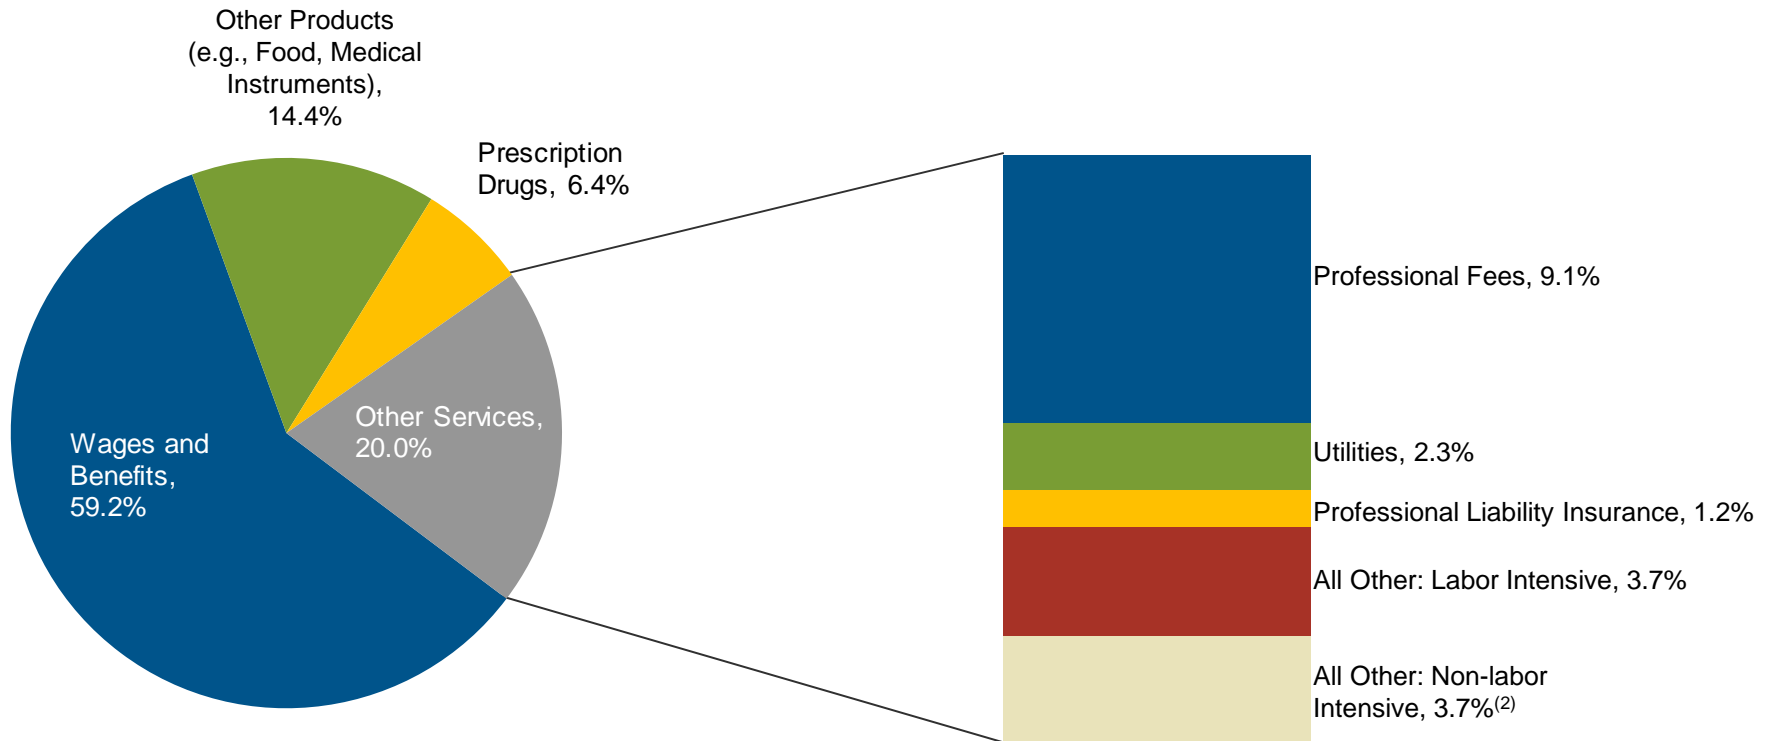 Other Products
(e.g., Food, Medical
Instruments),
14.4%
Prescription
Drugs, 6.4%
Other Services,
20.0%
Wages and
Benefits,
59.2%
Professional Fees, 9.1%
Utilities, 2.3%
Professional Liability Insurance, 1.2%
All Other: Labor Intensive, 3.7%
All Other: Non-labor
Intensive, 3.7%(2)